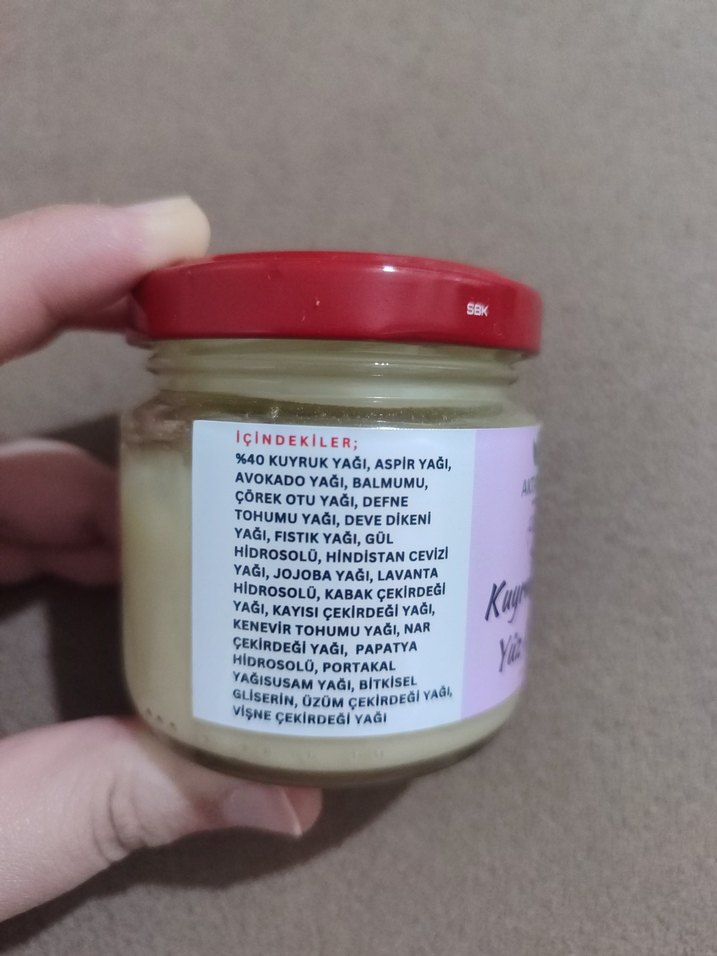 SBK
İÇİNDEKİLER;
%40 KUYRUK YAĞI, ASPİR YAĞI,
AVOKADO YAĞI, BALMUMU,
ÇÖREK OTU YAĞI, DEFNE
TOHUMU YAĞI, DEVE DİKENİ
YAĞI, FISTIK YAĞI, GÜL
HİDROSOLÜ, HİNDİSTAN CEVİZİ
YAĞI, JOJOBA YAĞI, LAVANTA
HİDROSOLÜ, KABAK ÇEKİRDEĞİ
YAĞI, KAYISI ÇEKİRDEĞİ YAĞI,
KENEVİR TOHUMU YAĞI, NAR
ÇEKİRDEĞİ YAĞI, PAPATYA
HİDROSOLÜ, PORTAKAL
YAĞISUSAM YAĞI, BİTKİSEL
GLİSERİN, ÜZÜM ÇEKİRDEĞİ YAĞI,
VİŞNE ÇEKİRDEĞİ YAĞI
Yüz